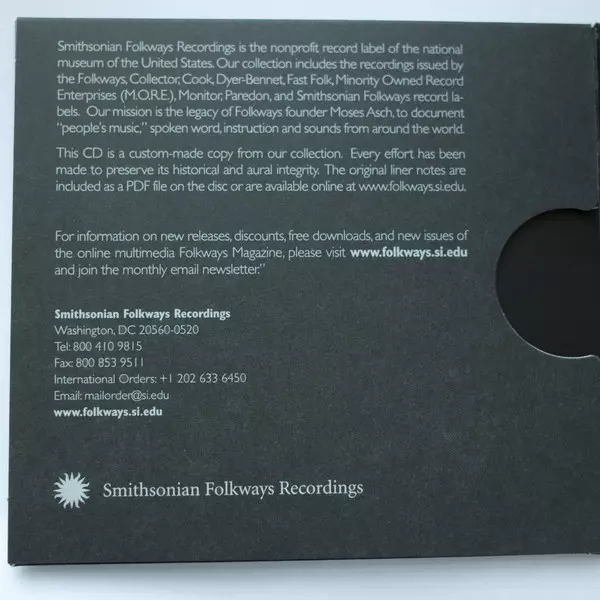 Smithsonian Folkways Recordings is the nonprofit record label of the national
museum of the United States. Our collection includes the recordings issued by
the Folkways, Collector, Cook, Dyer-Bennet, Fast Folk, Minority Owned Record
Enterprises (M.O.R.E.), Monitor, Paredon, and Smithsonian Folkways record la-
bels. Our mission is the legacy of Folkways founder Moses Asch, to document
“people's music,” spoken word, instruction and sounds from around the world.
This CD is a custom-made copy from our collection. Every effort has been
made to preserve its historical and aural integrity. The original liner notes are
included as a PDF file on the disc or are available online at www.folkways.si.edu.
For information on new releases, discounts, free downloads, and new issues of
the online multimedia Folkways Magazine, please visit www.folkways.si.edu
and join the monthly email newsletter.”
Smithsonian Folkways Recordings
Washington, DC 20560-0520
Tel: 800 410 9815
Fax: 800 853 9511
International Orders: +1 202 633 6450
Email: mailorder@si.edu
www.folkways.si.edu
Smithsonian Folkways Recordings